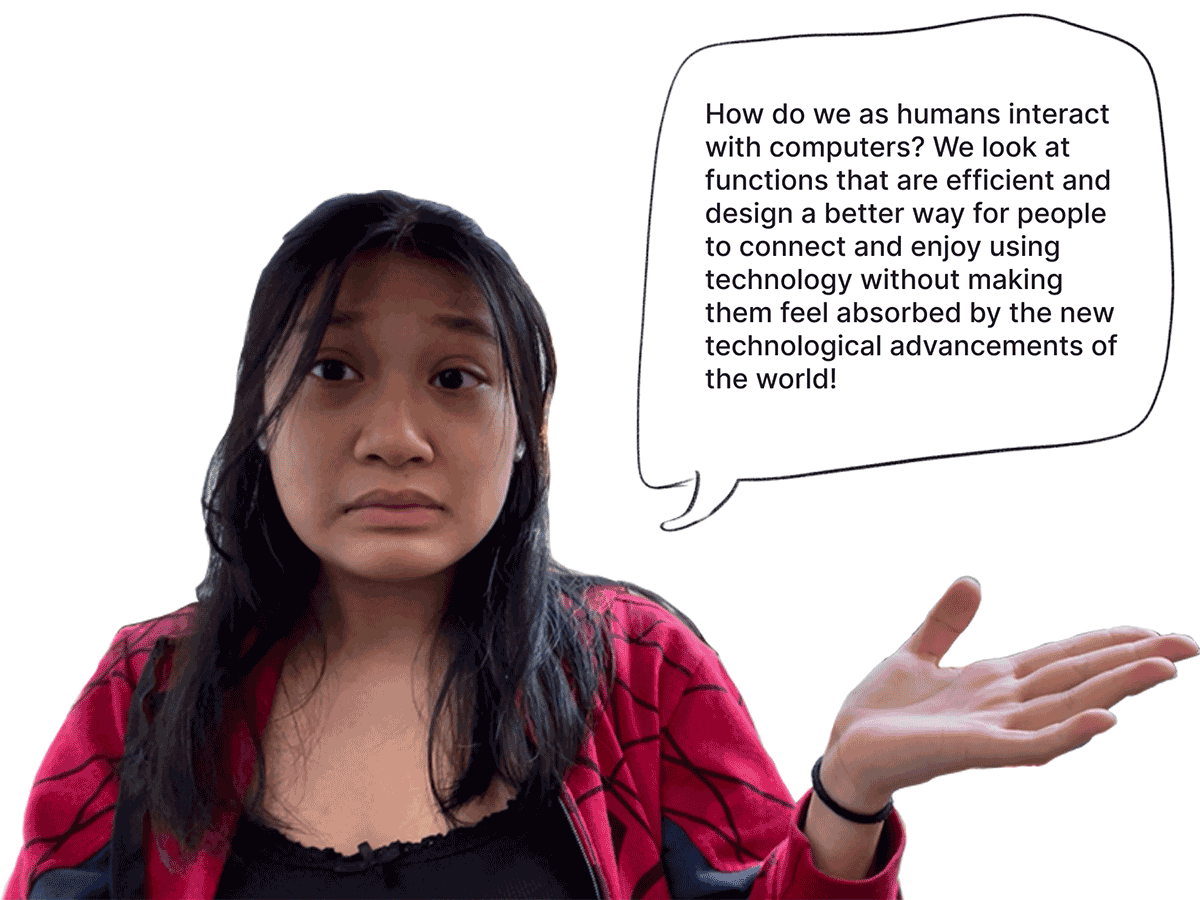 How do we as humans interact
with computers? We look at
functions that are efficient and
design a better way for people
to connect and enjoy using
technology without making
them feel absorbed by the new
technological advancements of
the world!